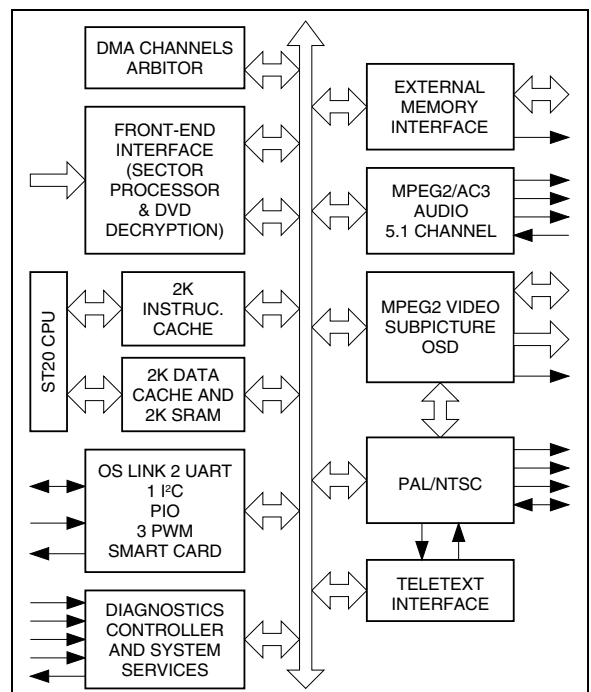 DMA CHANNELS
ARBITOR
FRONT-END
INTERFACE
(SECTOR
PROCESSOR
& DVD
DECRYPTION)
ST20 CPU
2K
INSTRUC.
CACHE
2K DATA
CACHE AND
2K SRAM
OS LINK 2 UART
1 I²C
PIO
3 PWM
SMART CARD
DIAGNOSTICS
CONTROLLER
AND SYSTEM
SERVICES
EXTERNAL
MEMORY
INTERFACE
MPEG2/AC3
AUDIO
5.1 CHANNEL
MPEG2 VIDEO
SUBPICTURE
OSD
PAL/NTSC
TELETEXT
INTERFACE